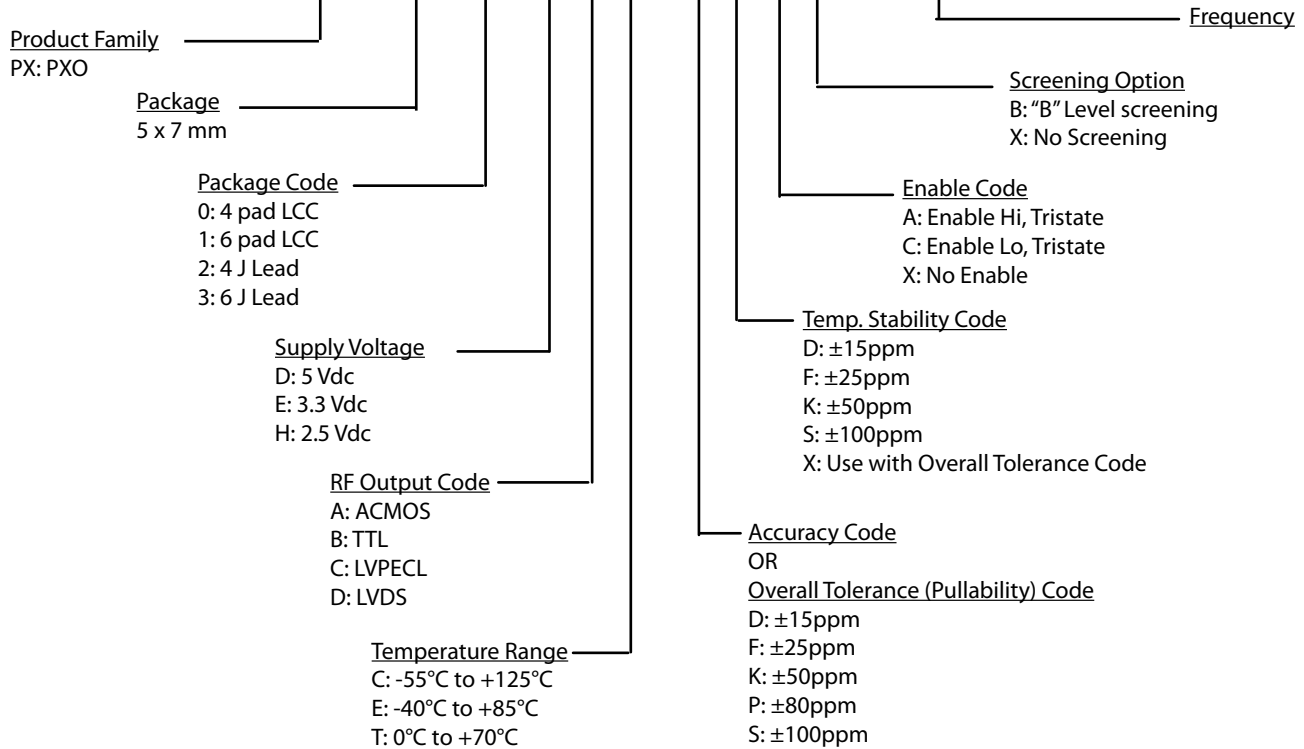 Frequency
Product Family
PX: PXO
Screening Option
B: “B” Level screening
X: No Screening
Package
5 x 7 mm
Package Code
0: 4 pad LCC
1: 6 pad LCC
2: 4 J Lead
3: 6 J Lead
Enable Code
A: Enable Hi, Tristate
C: Enable Lo, Tristate
X: No Enable
Temp. Stability Code
D: ±15ppm
F: ±25ppm
K: ±50ppm
S: ±100ppm
X: Use with Overall Tolerance Code
Supply Voltage
D: 5 Vdc
E: 3.3 Vdc
H: 2.5 Vdc
RF Output Code
A: ACMOS
B: TTL
C: LVPECL
D: LVDS
Accuracy Code
OR
Overall Tolerance (Pullability) Code
D: ±15ppm
F: ±25ppm
K: ±50ppm
P: ±80ppm
S: ±100ppm
Temperature Range
C: -55°C to +125°C
E: -40°C to +85°C
T: 0°C to +70°C